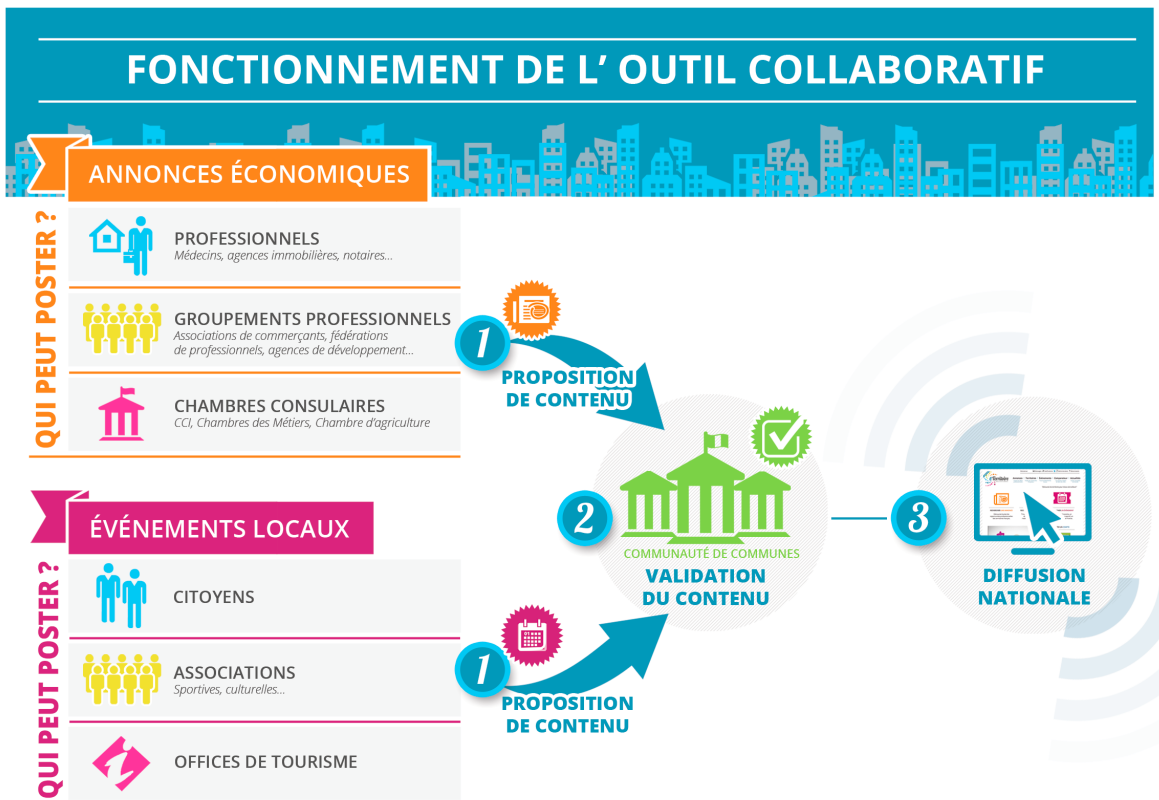 FONCTIONNEMENT DE L' OUTIL COLLABORATIF
ANNONCES ÉCONOMIQUES
QUI PEUT POSTER ?
PROFESSIONNELS
Médecins, agences immobilières, notaires...
GROUPEMENTS PROFESSIONNELS
Associations de commerçants, fédérations
de professionnels, agences de développement...
CHAMBRES CONSULAIRES
CCI, Chambres des Métiers, Chambre d'agriculture
1
PROPOSITION
DE CONTENU
ÉVÉNEMENTS LOCAUX
QUI PEUT POSTER ?
CITOYENS
ASSOCIATIONS
Sportives, culturelles...
OFFICES DE TOURISME
1
PROPOSITION
DE CONTENU
2
COMMUNAUTÉ DE COMMUNES
VALIDATION
DU CONTENU
3
DIFFUSION
NATIONALE